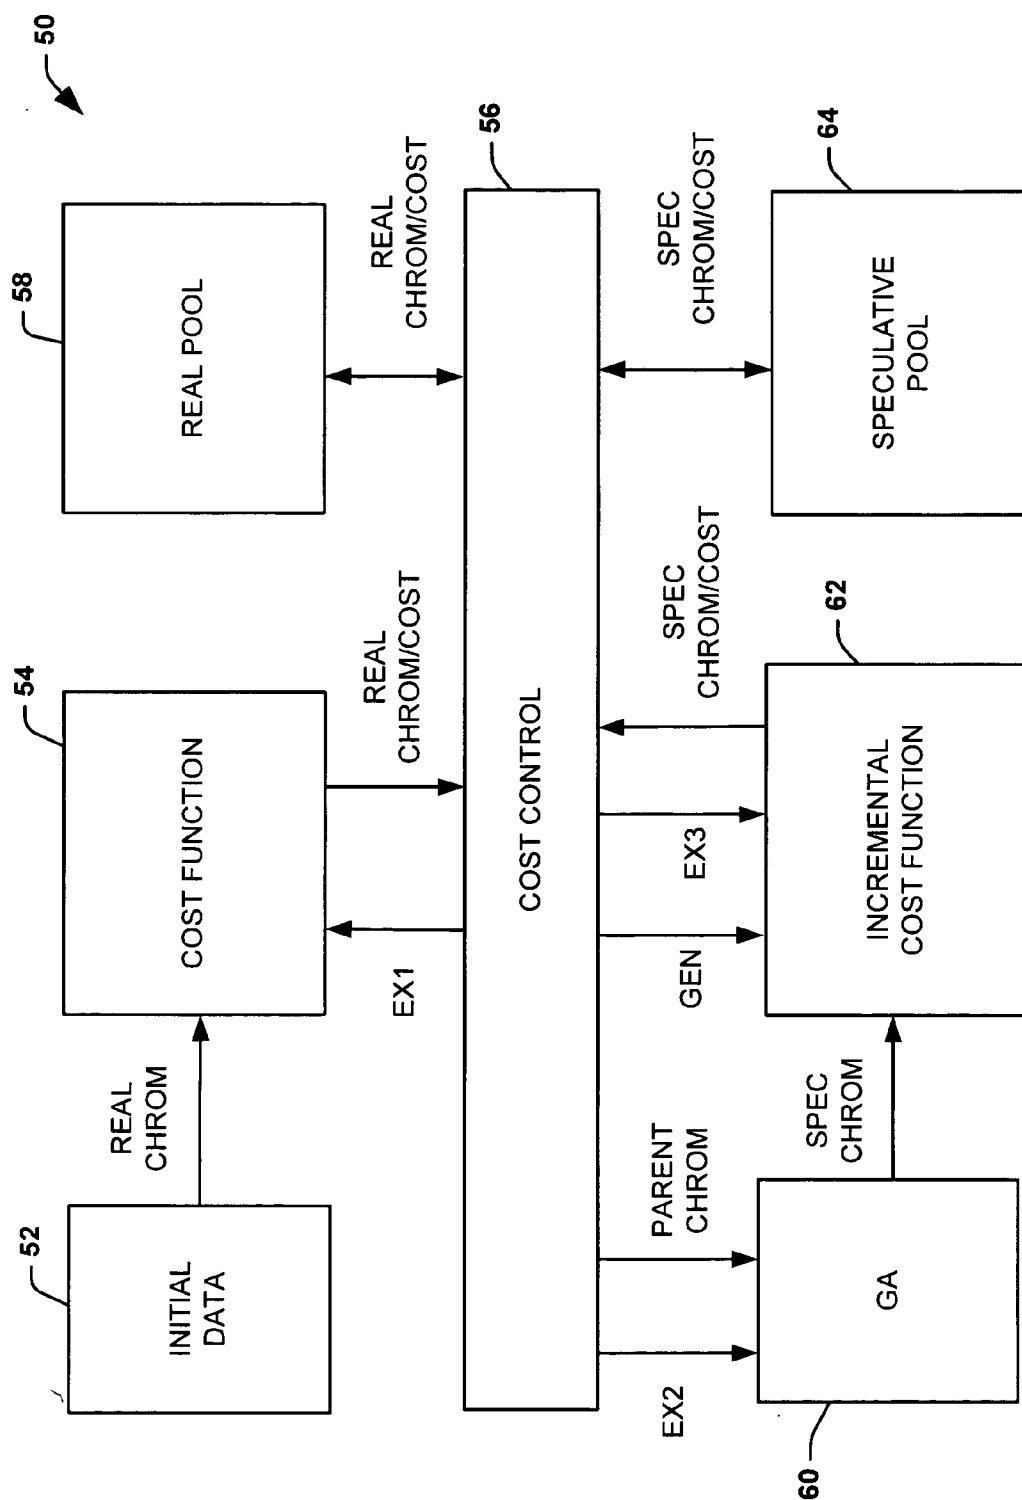 50
52
INITIAL
DATA
REAL
CHROM
54
COST FUNCTION
58
REAL POOL
EX1
REAL
CHROM/COST
REAL
CHROM/COST
56
COST CONTROL
EX2
PARENT
CHROM
GEN
EX3
SPEC
CHROM/COST
SPEC
CHROM/COST
60
GA
SPEC
CHROM
62
INCREMENTAL
COST FUNCTION
64
SPECULATIVE
POOL